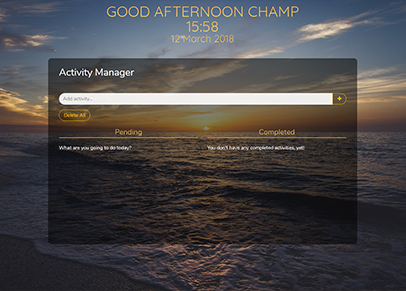 GOOD AFTERNOON CHAMP
15:58
12 March 2018
Activity Manager
Add activity...
+
Delete All
Pending
Completed
What are you going to do today?
You don't have any completed activities, yet!